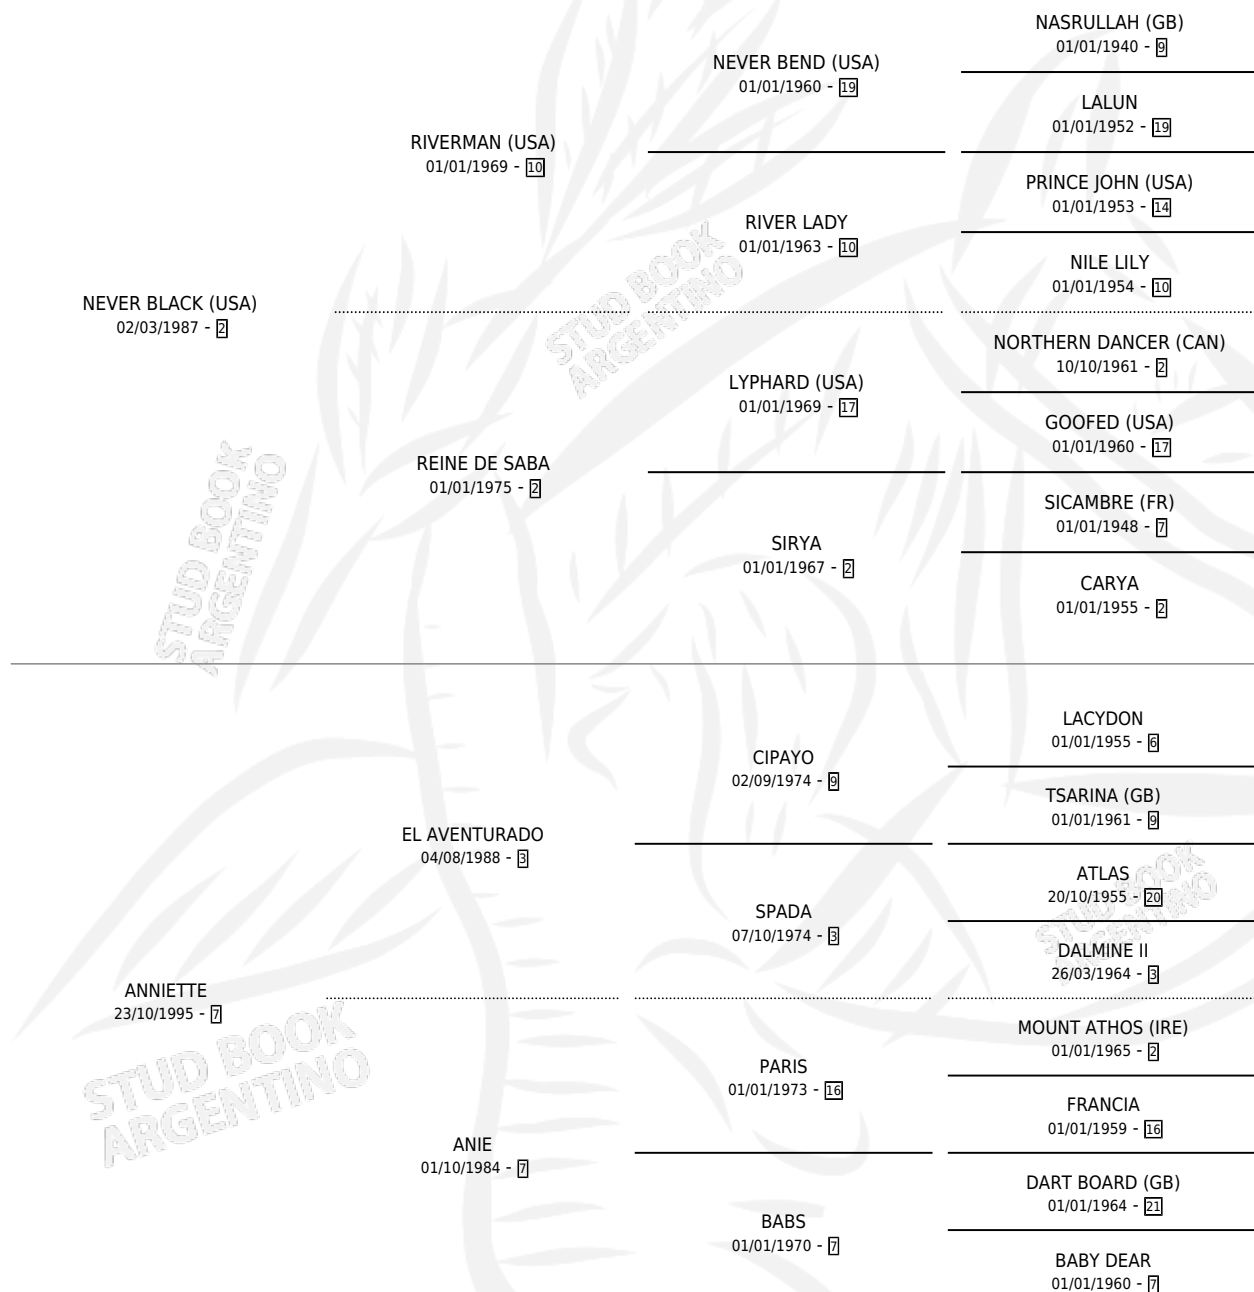 NEVER BLACK (USA)
02/03/1987 - 2
RIVERMAN (USA)
01/01/1969 - 10
NEVER BEND (USA)
01/01/1960 - 19
NASRULLAH (GB)
01/01/1940 - 9
LALUN
01/01/1952 - 19
RIVER LADY
01/01/1963 - 10
PRINCE JOHN (USA)
01/01/1953 - 14
NILE LILY
01/01/1954 - 10
REINE DE SABA
01/01/1975 - 2
LYPHARD (USA)
01/01/1969 - 17
NORTHERN DANCER (CAN)
10/10/1961 - 2
GOOFED (USA)
01/01/1960 - 17
SIRYA
01/01/1967 - 2
SICAMBRE (FR)
01/01/1948 - 7
CARYA
01/01/1955 - 2
ANNIETTE
23/10/1995 - 7
EL AVENTURADO
04/08/1988 - 3
CIPAYO
02/09/1974 - 9
LACYDON
01/01/1955 - 6
TSARINA (GB)
01/01/1961 - 9
SPADA
07/10/1974 - 3
ATLAS
20/10/1955 - 20
DALMINE II
26/03/1964 - 3
ANIE
01/10/1984 - 7
PARIS
01/01/1973 - 16
MOUNT ATHOS (IRE)
01/01/1965 - 2
FRANCIA
01/01/1959 - 16
BABS
01/01/1970 - 7
DART BOARD (GB)
01/01/1964 - 21
BABY DEAR
01/01/1960 - 7
STUD BOOK
ARGENTINO
STUD BOOK
ARGENTINO
STUD BOOK
ARGENTINO
STUD BOOK
ARGENTINO